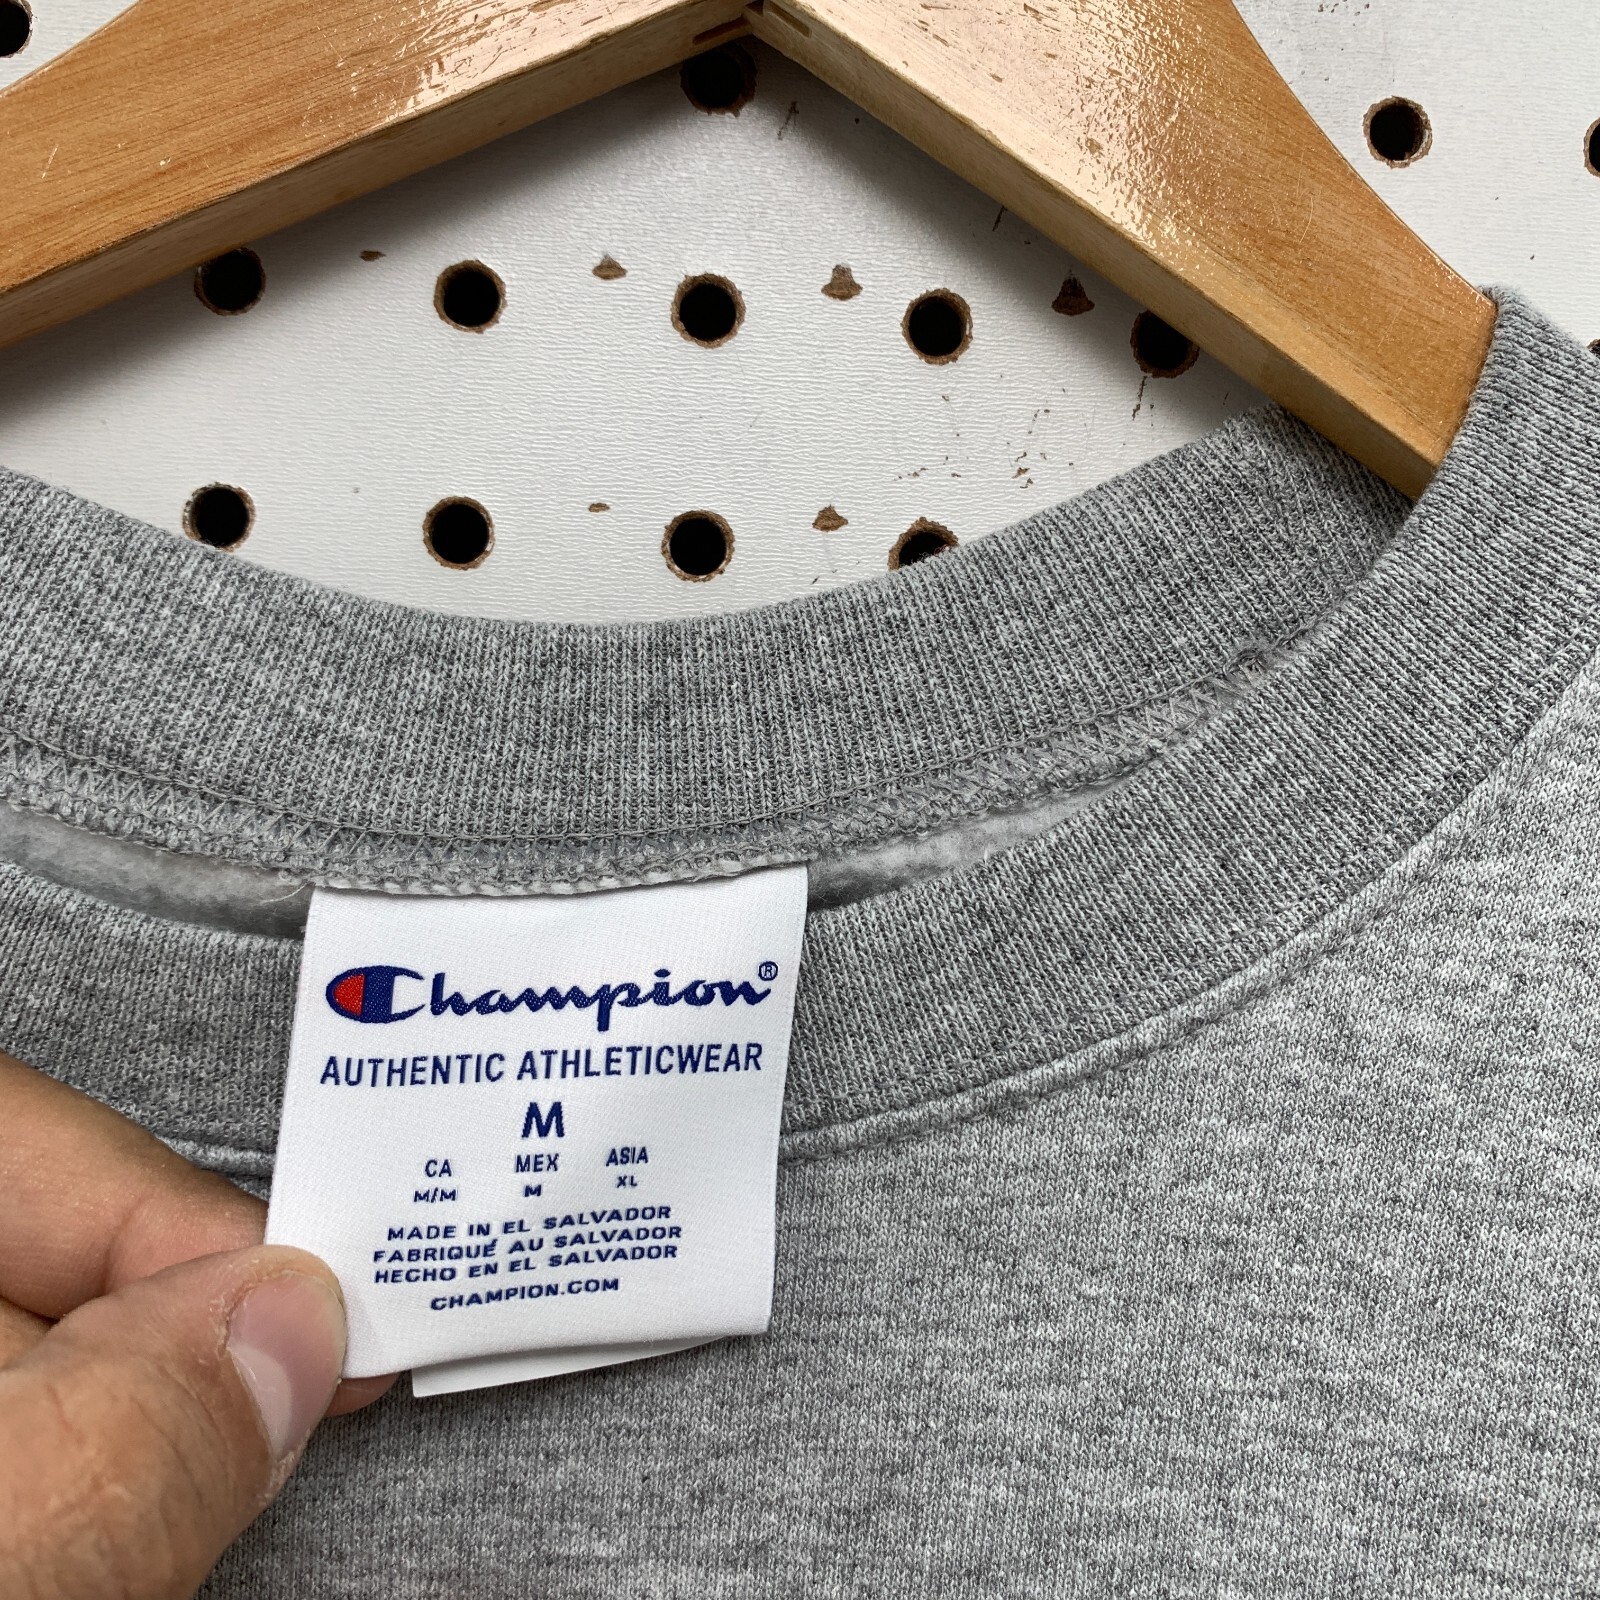 Champion®
AUTHENTIC ATHLETICWEAR
M
CA MEX ASIA
M/M M XL
MADE IN EL SALVADOR
FABRIQUÉ AU SALVADOR
HECHO EN EL SALVADOR
CHAMPION.COM